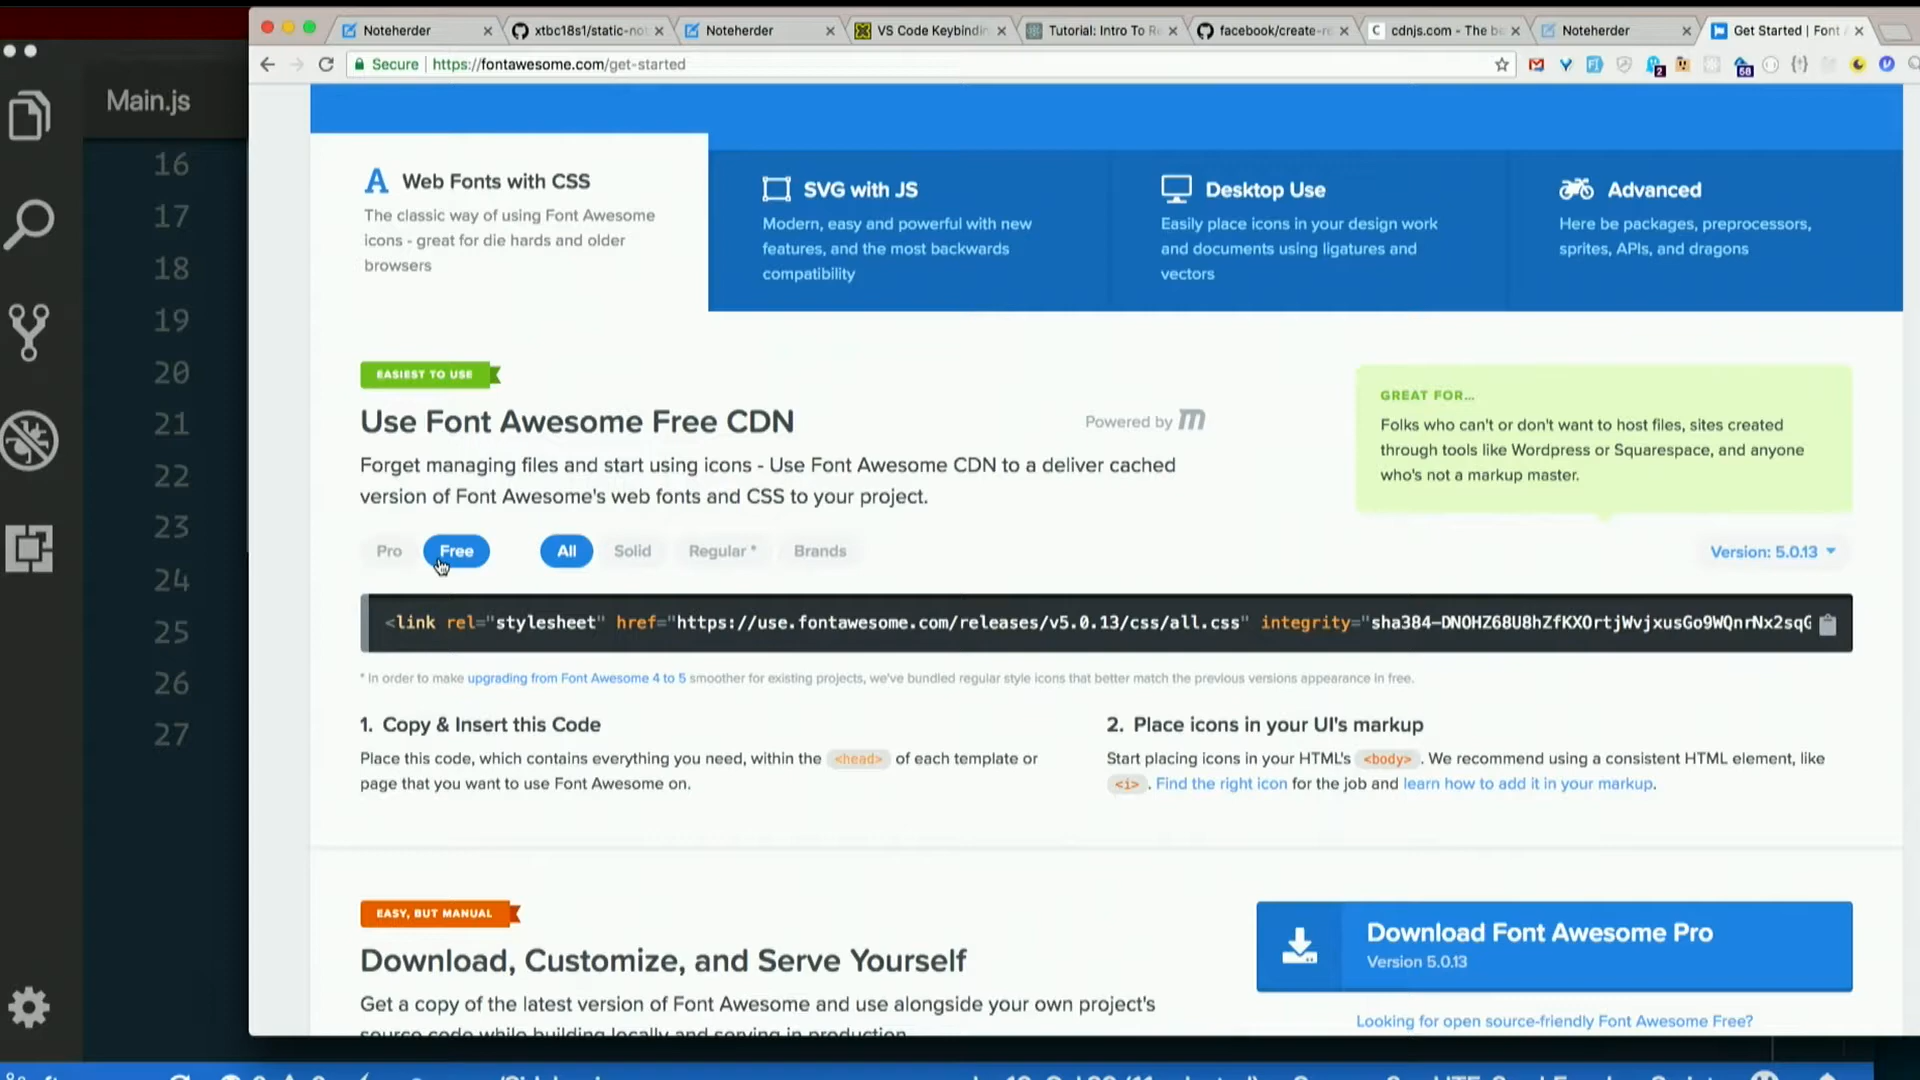 Noteherder
xtbc18s1/static-no
Noteherder
VS Code Keybindin
Tutorial: Intro To R
facebook/create-re
cdnjs.com - The b
Noteherder
Get Started | Font
Secure
https://fontawesome.com/get-started
2
58
Main.js
16
17
18
19
20
21
22
23
24
25
26
27
Web Fonts with CSS
The classic way of using Font Awesome
icons - great for die hards and older
browsers
SVG with JS
Modern, easy and powerful with new
features, and the most backwards
compatibility
Desktop Use
Easily place icons in your design work
and documents using ligatures and
vectors
Advanced
Here be packages, preprocessors,
sprites, APIs, and dragons
EASIEST TO USE
Use Font Awesome Free CDN
Powered by
Forget managing files and start using icons - Use Font Awesome CDN to a deliver cached
version of Font Awesome's web fonts and CSS to your project.
GREAT FOR...
Folks who can't or don't want to host files, sites created
through tools like Wordpress or Squarespace, and anyone
who's not a markup master.
Pro
Free
All
Solid
Regular *
Brands
Version: 5.0.13
<link rel="stylesheet" href="https://use.fontawesome.com/releases/v5.0.13/css/all.css" integrity="sha384-DNOHZ68U8hZfKXOrtjWvjxusGo9WQnrNx2sqG
* In order to make upgrading from Font Awesome 4 to 5 smoother for existing projects, we've bundled regular style icons that better match the previous versions appearance in free.
1. Copy & Insert this Code
Place this code, which contains everything you need, within the <head> of each template or
page that you want to use Font Awesome on.
2. Place icons in your UI's markup
Start placing icons in your HTML's <body>. We recommend using a consistent HTML element, like
<i>. Find the right icon for the job and learn how to add it in your markup.
EASY, BUT MANUAL
Download, Customize, and Serve Yourself
Get a copy of the latest version of Font Awesome and use alongside your own project's
source code while building locally and serving in production.
Download Font Awesome Pro
Version 5.0.13
Looking for open source-friendly Font Awesome Free?